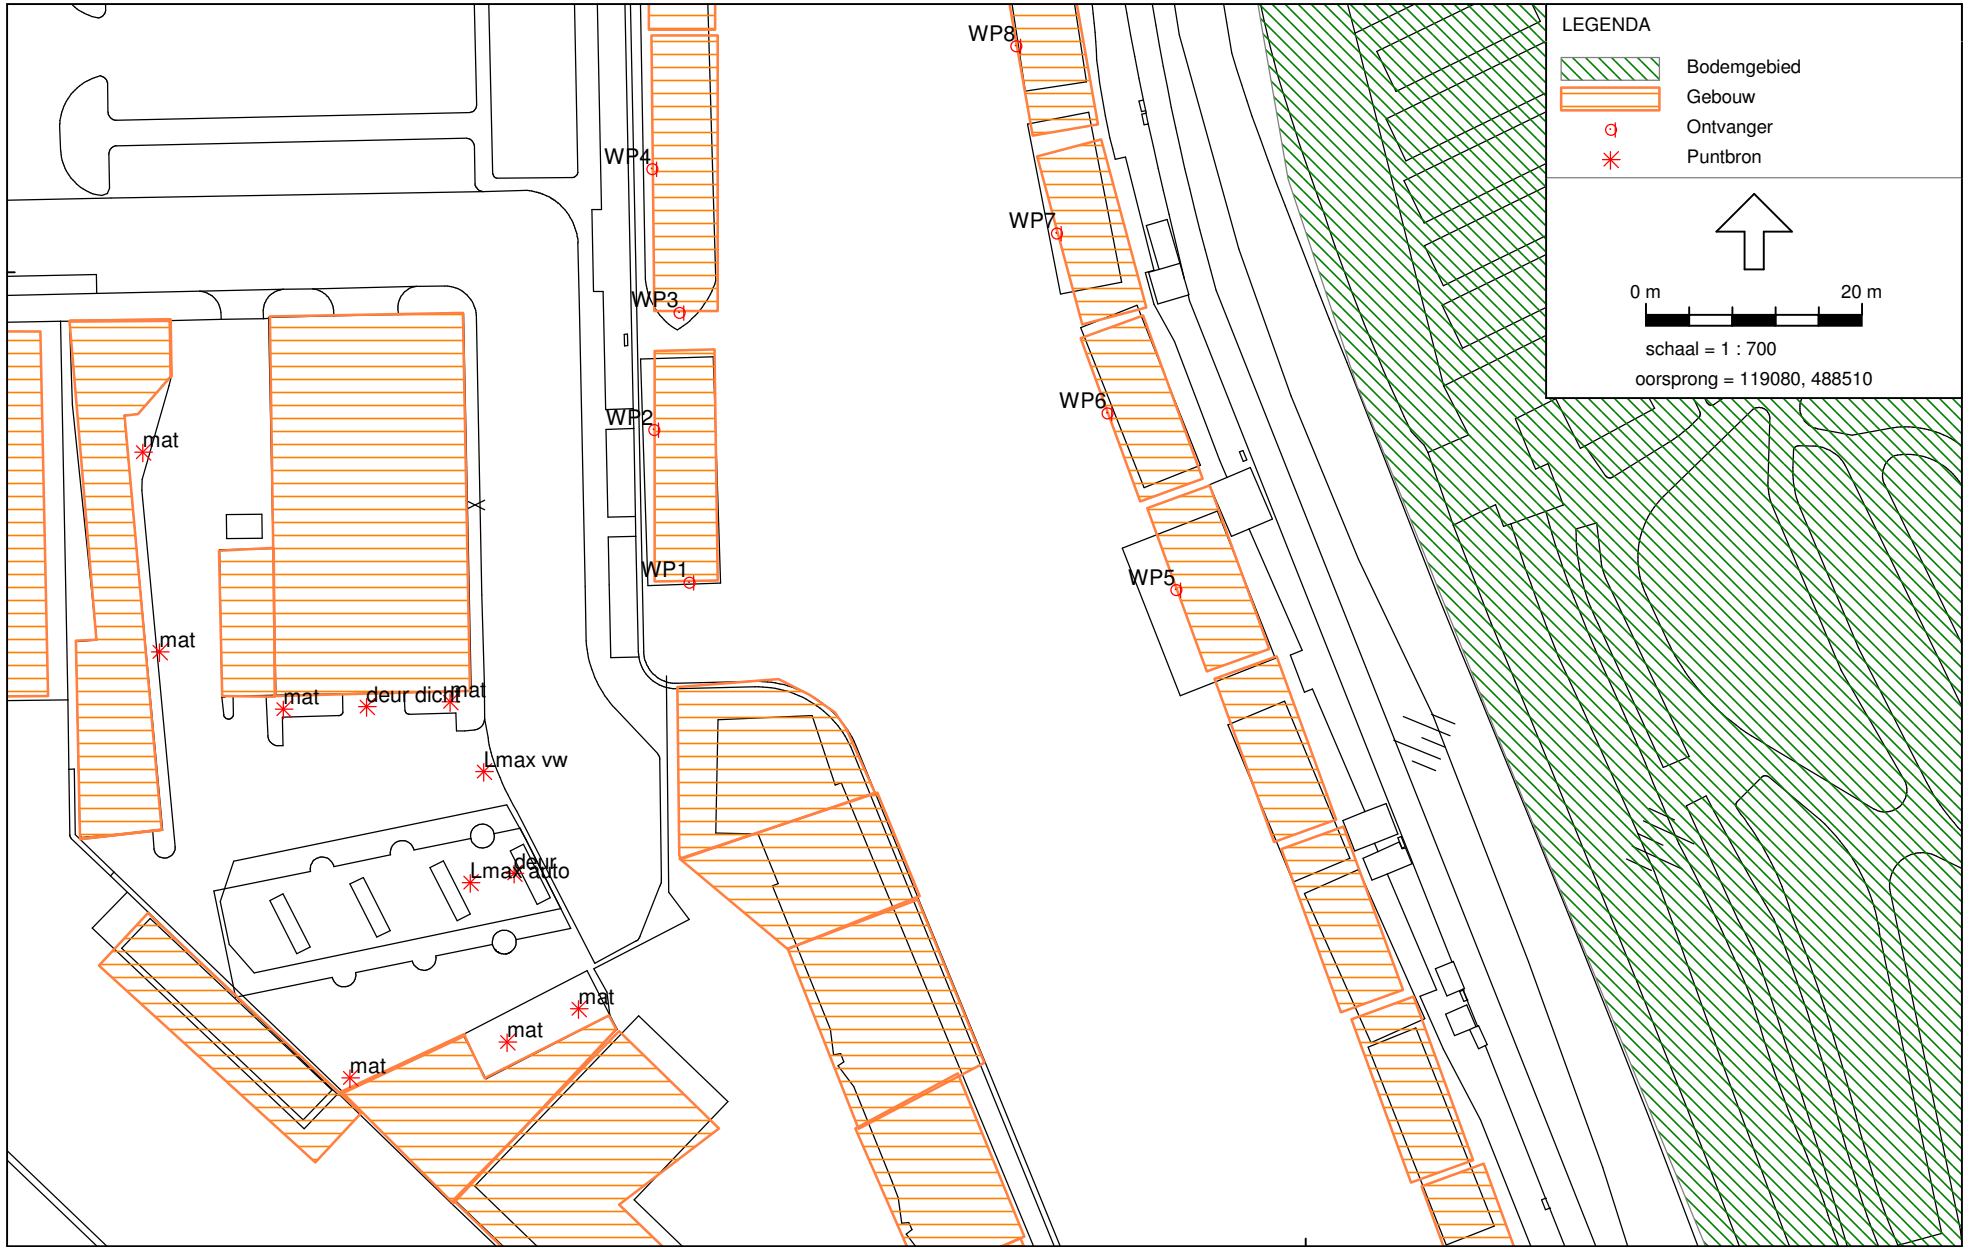 LEGENDA
Bodemgebied
Gebouw
Ontvanger
Puntbron
0 m 20 m
schaal = 1 : 700
oorsprong = 119080, 488510
WP8
WP4
WP7
WP3
WP6
WP2
mat
WP1
WP5
mat
mat
deur dicht
mat
Lmax vw
deur
Lmax auto
mat
mat
mat